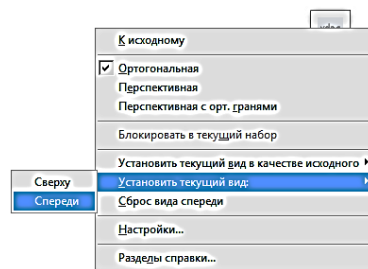 К исходному
Ортогональная
Перспективная
Перспективная с орт. гранями
Блокировать в текущий набор
Установить текущий вид в качестве исходного
Установить текущий вид:
Сверху
Спереди
Сброс вида спереди
Настройки...
Разделы справки...